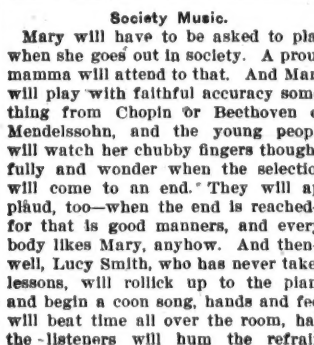 Society Music.
Mary will have to be asked to pla
when she goes out in society. A prou
mamma will attend to that. And Mar
will play with faithful accuracy som
thing from Chopin or Beethoven
Mendelssohn, and the young peop
will watch her chubby fingers though
fully and wonder when the selectio
will come to an end. They will ap
plaud, too—when the end is reached
for that is good manners, and ever
body likes Mary, anyhow. And then
well, Lucy Smith, who has never take
lessons, will rollick up to the pian
and begin a coon song, hands and fee
will beat time all over the room, ha
the listeners will hum the refrai